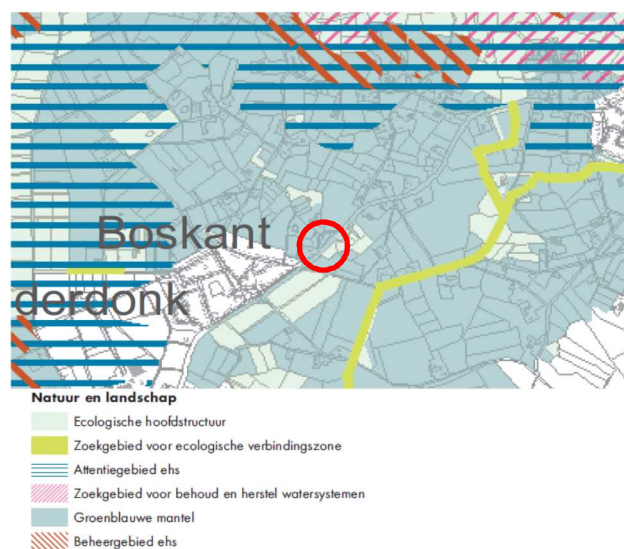 Boskant
derdonk
Natuur en landschap
Ecologische hoofdstructuur
Zoekgebied voor ecologische verbindingszone
Attentiegebied ehs
Zoekgebied voor behoud en herstel watersystemen
Groenblauwe mantel
Beheergebied ehs